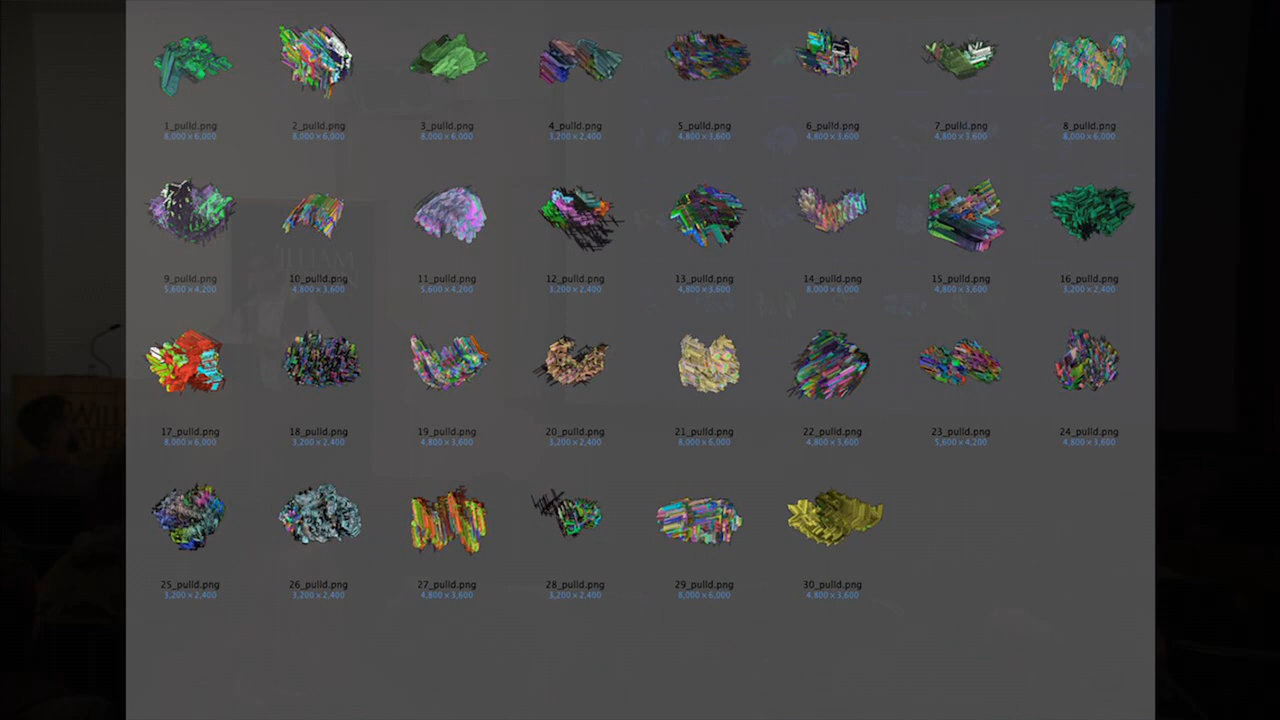 1_pulld.png 2_pulld.png 3_pulld.png 4_pulld.png 5_pulld.png 6_pulld.png 7_pulld.png 8_pulld.png
8,000×6,000 8,000×6,000 8,000×6,000 3,200×2,400 4,800×3,600 4,800×3,600 4,800×3,600 8,000×6,000
9_pulld.png 10_pulld.png 11_pulld.png 12_pulld.png 13_pulld.png 14_pulld.png 15_pulld.png 16_pulld.png
5,600×4,200 4,800×3,600 5,600×4,200 3,200×2,400 4,800×3,600 8,000×6,000 4,800×3,600 3,200×2,400
17_pulld.png 18_pulld.png 19_pulld.png 20_pulld.png 21_pulld.png 22_pulld.png 23_pulld.png 24_pulld.png
8,000×6,000 3,200×2,400 4,800×3,600 3,200×2,400 8,000×6,000 4,800×3,600 5,600×4,200 4,800×3,600
25_pulld.png 26_pulld.png 27_pulld.png 28_pulld.png 29_pulld.png 30_pulld.png
3,200×2,400 3,200×2,400 4,800×3,600 3,200×2,400 8,000×6,000 4,800×3,600